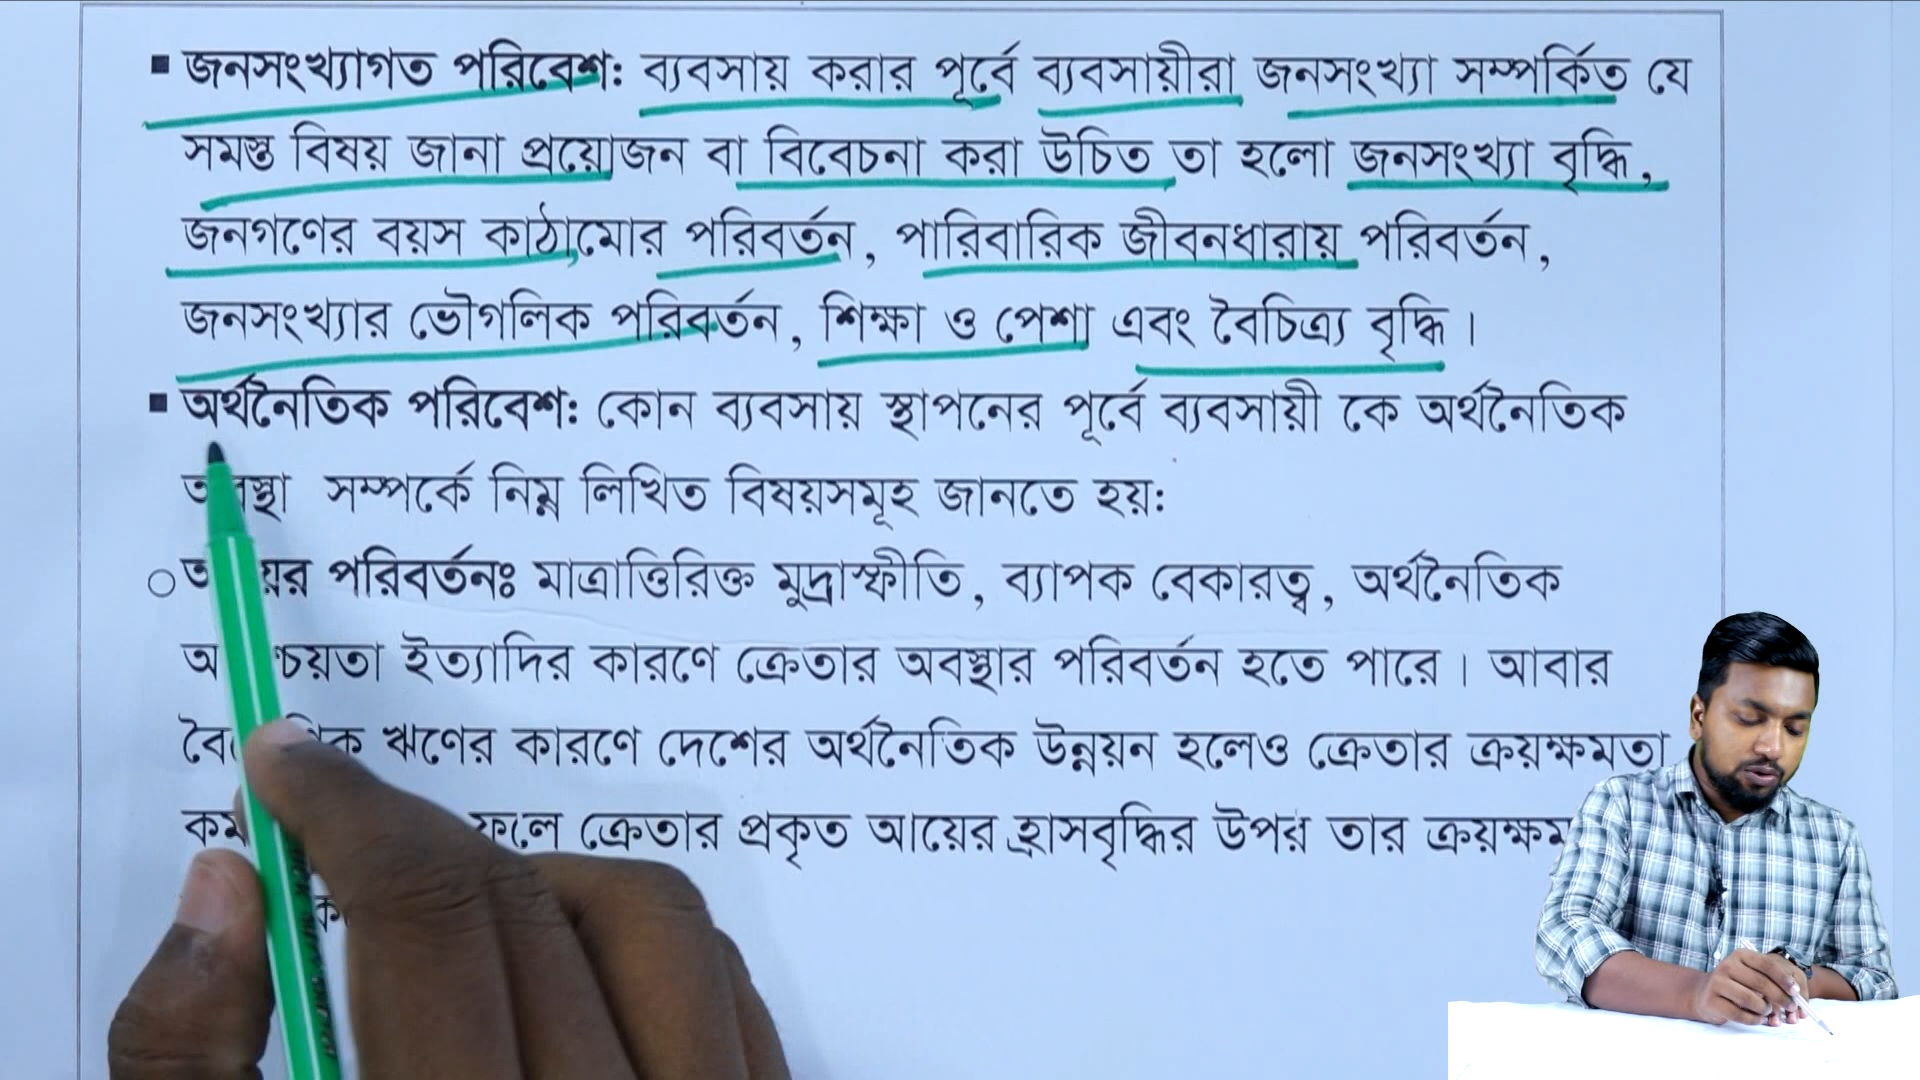 ▪ জনসংখ্যাগত পরিবেশ: ব্যবসায় করার পূর্বে ব্যবসায়ীরা জনসংখ্যা সম্পর্কিত যে
সমস্ত বিষয় জানা প্রয়োজন বা বিবেচনা করা উচিত তা হলো জনসংখ্যা বৃদ্ধি,
জনগণের বয়স কাঠামোর পরিবর্তন, পারিবারিক জীবনধারায় পরিবর্তন,
জনসংখ্যার ভৌগলিক পরিবর্তন, শিক্ষা ও পেশা এবং বৈচিত্র্য বৃদ্ধি।
▪ অর্থনৈতিক পরিবেশ: কোন ব্যবসায় স্থাপনের পূর্বে ব্যবসায়ী কে অর্থনৈতিক
সম্পর্কে নিম্ন লিখিত বিষয়সমূহ জানতে হয়:
পরিবর্তনঃ মাত্রাত্তিরিক্ত মুদ্রাস্ফীতি, ব্যাপক বেকারত্ব, অর্থনৈতিক
ইত্যাদির কারণে ক্রেতার অবস্থার পরিবর্তন হতে পারে। আবার
ঋণের কারণে দেশের অর্থনৈতিক উন্নয়ন হলেও ক্রেতার ক্রয়ক্ষমতা
ফলে ক্রেতার প্রকৃত আয়ের হ্রাসবৃদ্ধির উপর তার